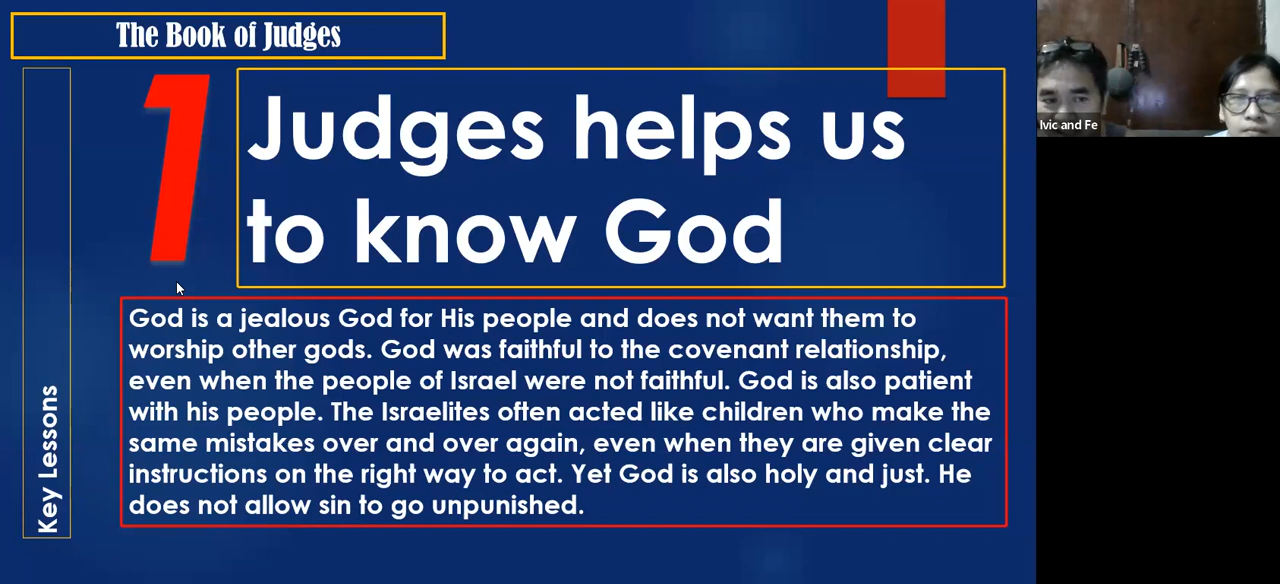 The Book of Judges
1
Judges helps us
to know God
God is a jealous God for His people and does not want them to
worship other gods. God was faithful to the covenant relationship,
even when the people of Israel were not faithful. God is also patient
with his people. The Israelites often acted like children who make the
same mistakes over and over again, even when they are given clear
instructions on the right way to act. Yet God is also holy and just. He
does not allow sin to go unpunished.
Key Lessons
Ivic and Fe